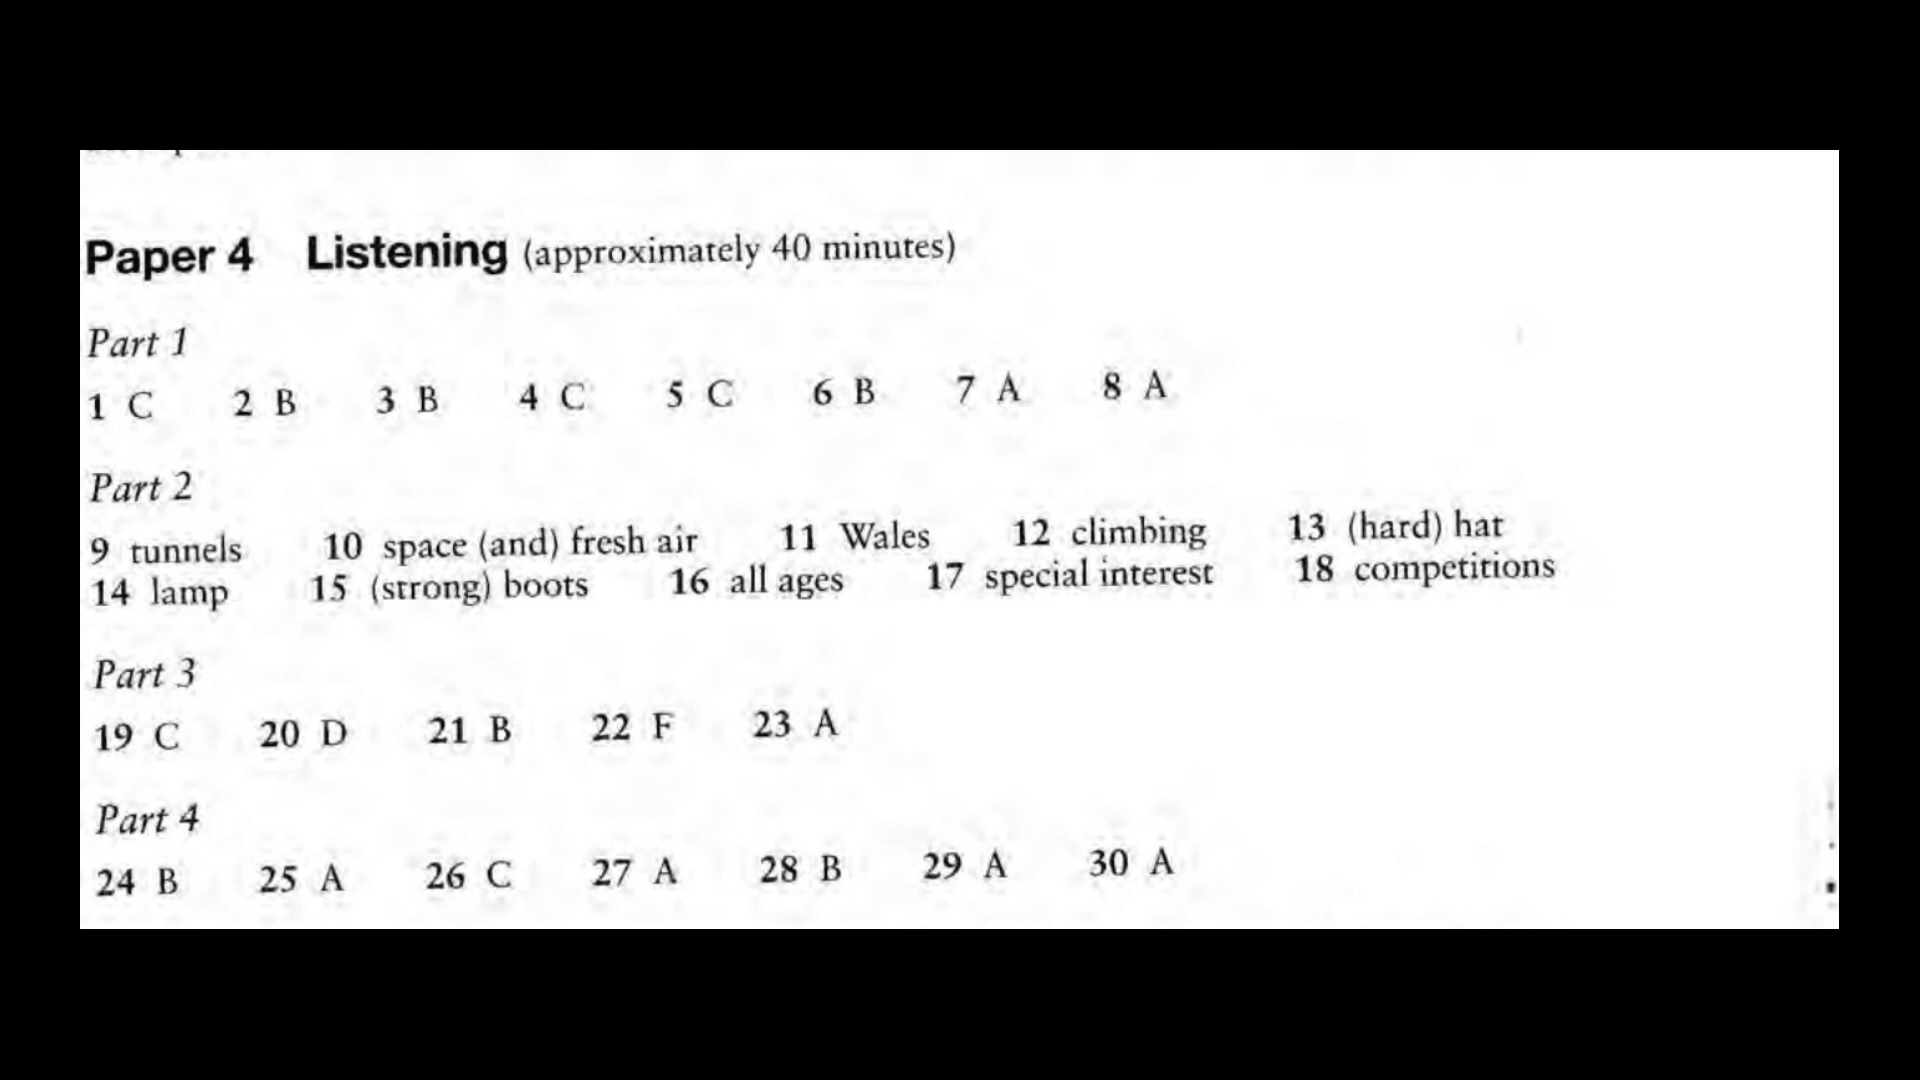 Paper 4 Listening (approximately 40 minutes)
Part 1
1 C 2 B 3 B 4 C 5 C 6 B 7 A 8 A
Part 2
9 tunnels 10 space (and) fresh air 11 Wales 12 climbing 13 (hard) hat
14 lamp 15 (strong) boots 16 all ages 17 special interest 18 competitions
Part 3
19 C 20 D 21 B 22 F 23 A
Part 4
24 B 25 A 26 C 27 A 28 B 29 A 30 A